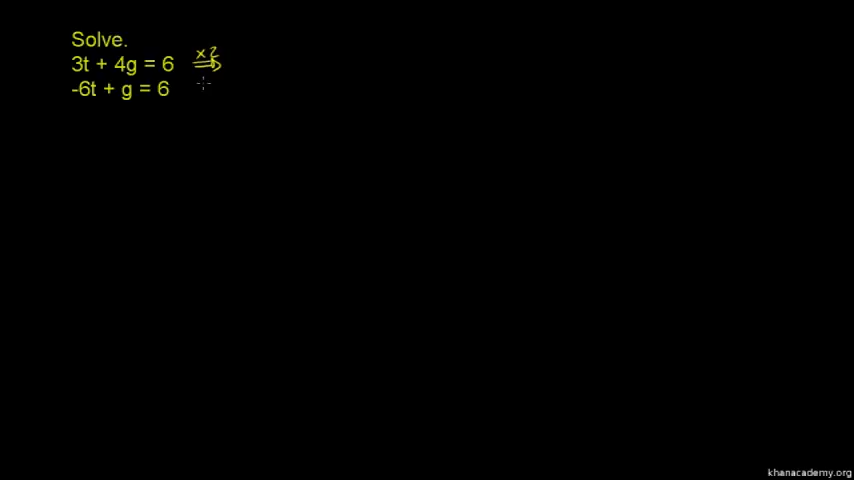 Solve.
3t + 4g = 6 ×2 ⇒
-6t + g = 6
khanacademy.org